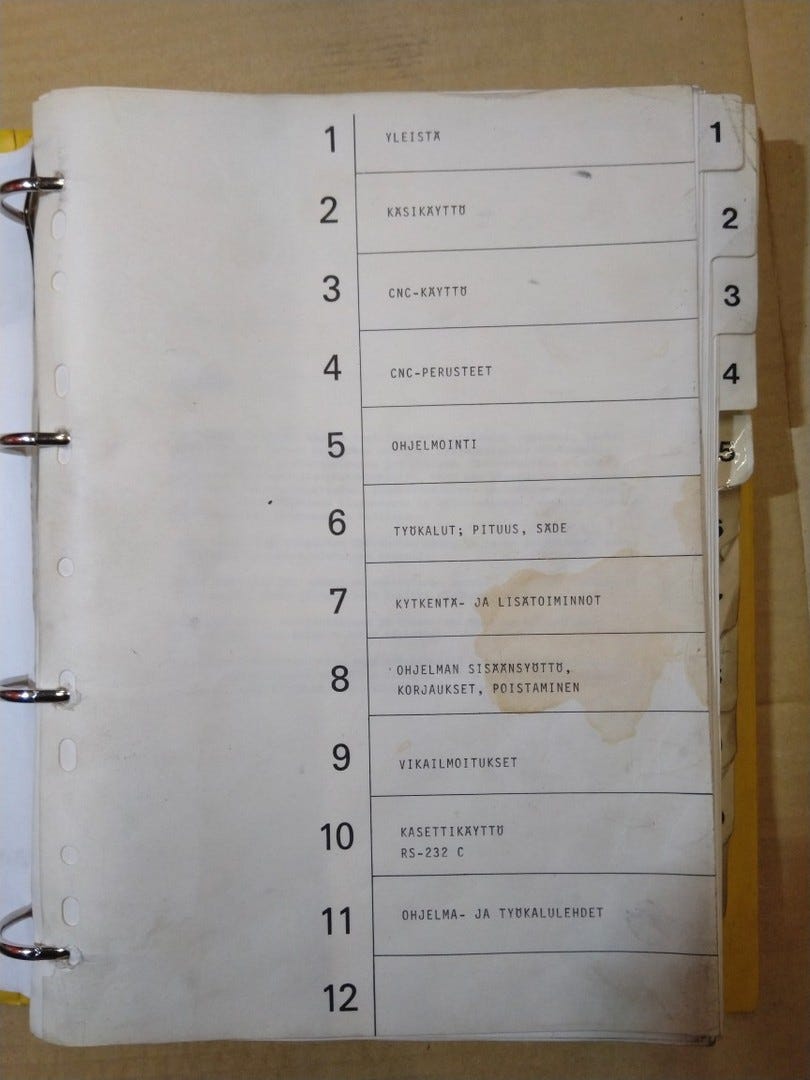 1 YLEISTÄ
2 KÄSIKÄYTTÖ
3 CNC-KÄYTTÖ
4 CNC-PERUSTEET
5 OHJELMOINTI
6 TYÖKALUT; PITUUS, SÄDE
7 KYTKENTÄ- JA LISÄTOIMINNOT
8 OHJELMAN SISÄÄNSYÖTTÖ,
KORJAUKSET, POISTAMINEN
9 VIKAILMOITUKSET
10 KASETTIKÄYTTÖ
RS-232 C
11 OHJELMA- JA TYÖKALULEHDET
12
1
2
3
4
5
6